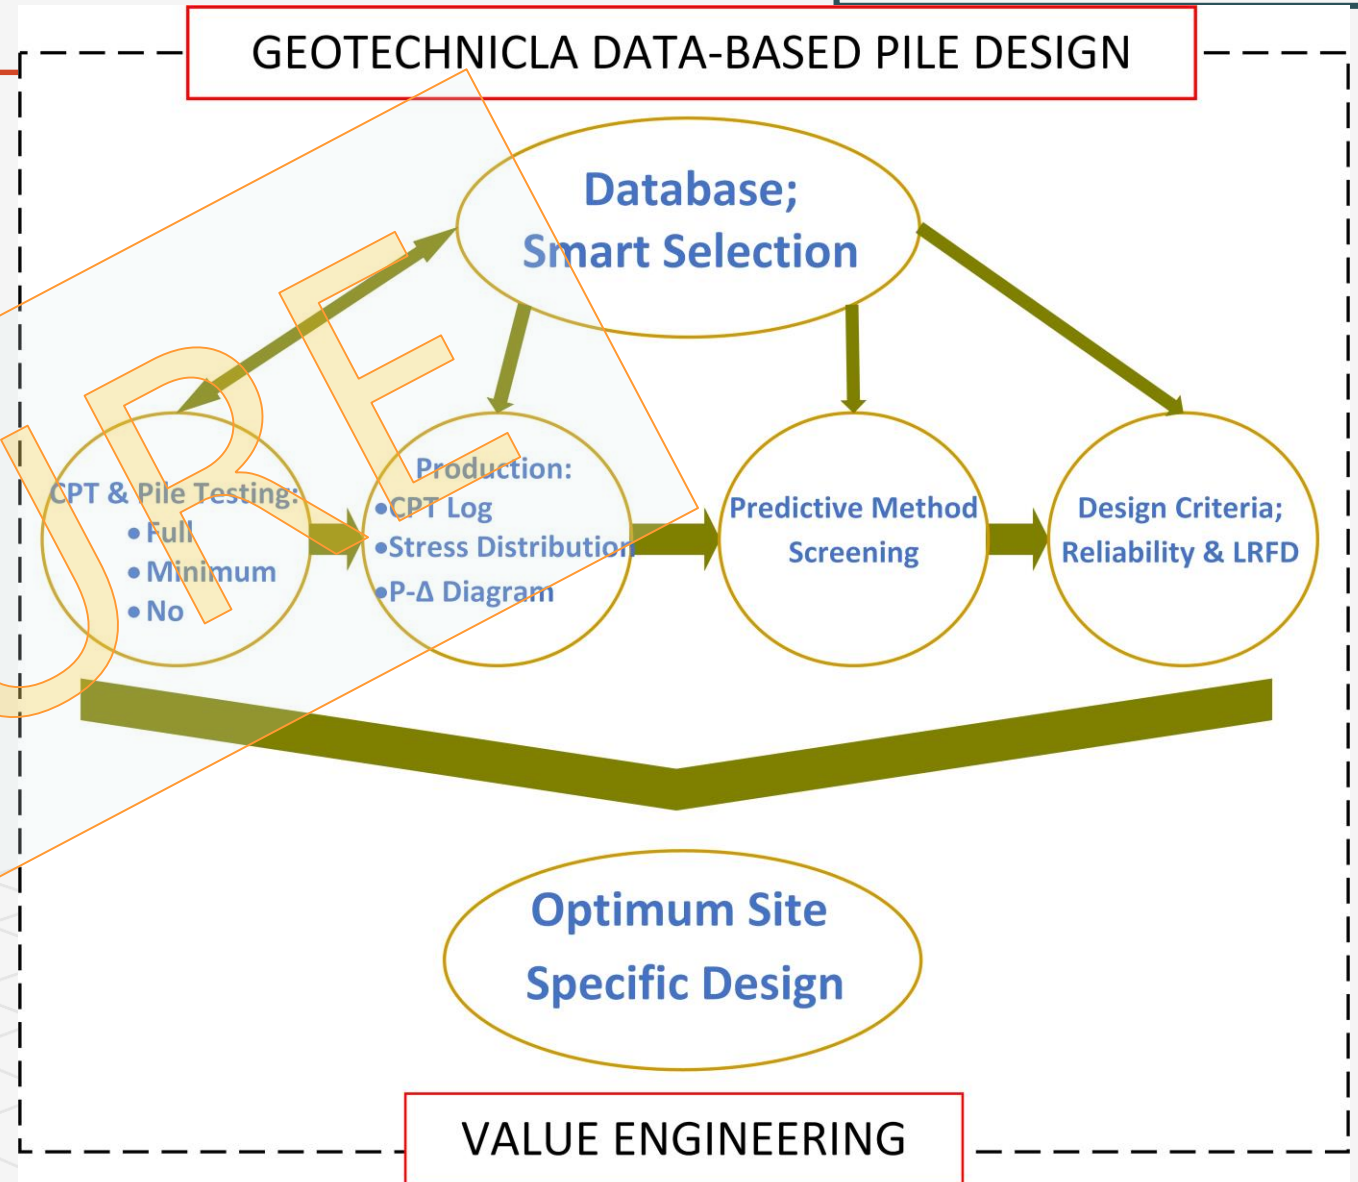 GEOTECHNICLA DATA-BASED PILE DESIGN
Database;
Smart Selection
CPT & Pile Testing:
• Full
• Minimum
• No
Production:
•CPT Log
•Stress Distribution
•P-Δ Diagram
Predictive Method
Screening
Design Criteria;
Reliability & LRFD
Optimum Site
Specific Design
VALUE ENGINEERING
URE